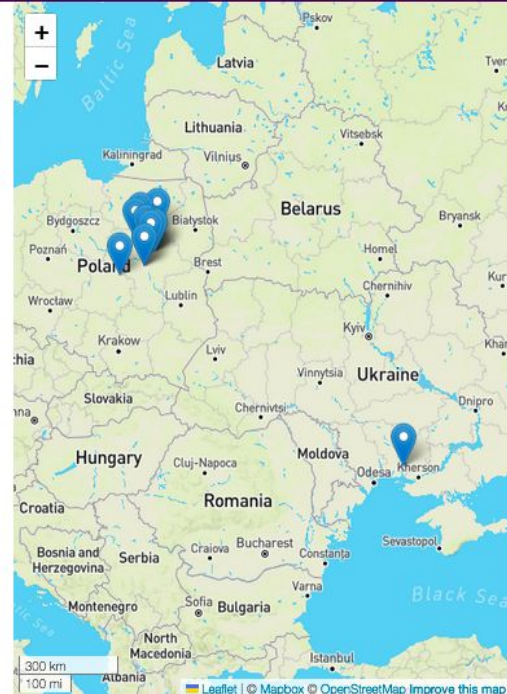 +
−
Pskov
Baltic Sea
Latvia
Lithuania
Vitsebsk
Kaliningrad
Vilnius
Belarus
Bryansk
Bydgoszcz
Białystok
Poznań
Poland
Brest
Homel
Chernihiv
Wrocław
Lublin
Krakow
Kyiv
Lviv
Vinnytsia
Ukraine
Slovakia
Chernivtsi
Dnipro
Hungary
Cluj-Napoca
Moldova
Odesa
Kherson
Croatia
Romania
Bosnia and
Herzegovina
Serbia
Craiova
Bucharest
Constanța
Sevastopol
Varna
Black Sea
Montenegro
Sofia
Bulgaria
North
Macedonia
Istanbul
Albania
300 km
100 mi
Leaflet | © Mapbox © OpenStreetMap Improve this map